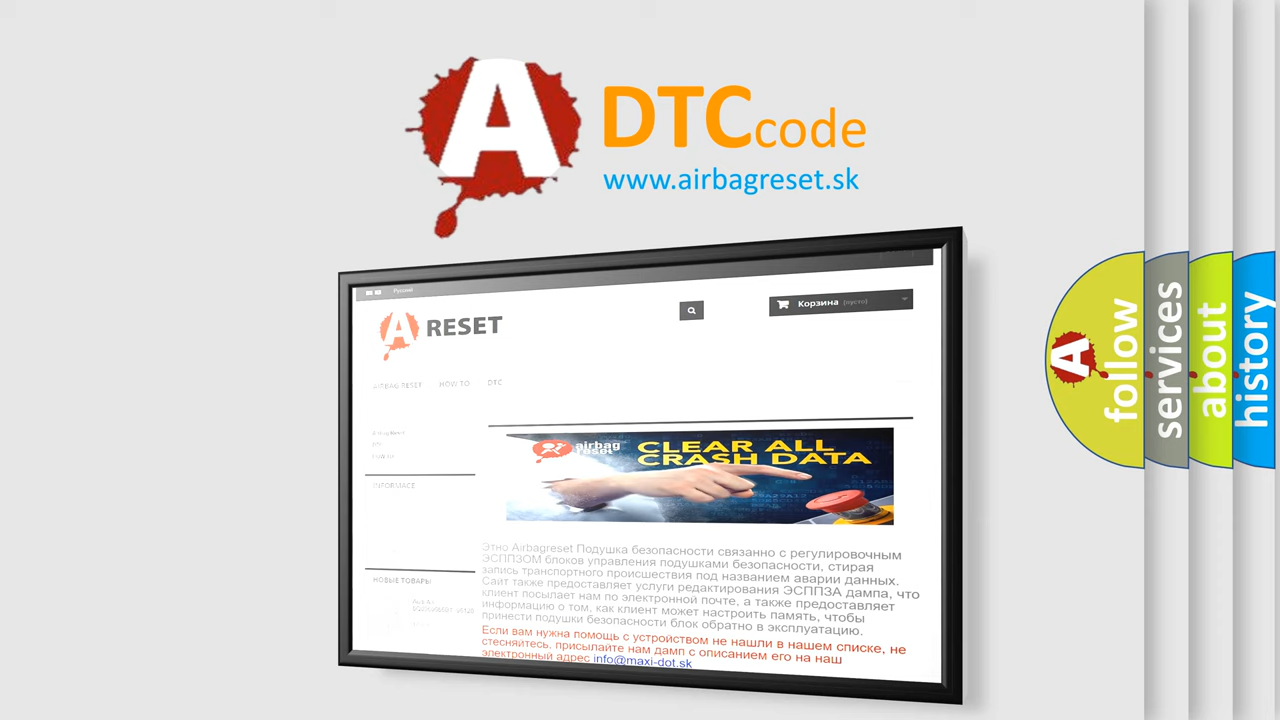 A DTCcode
www.airbagreset.sk
Русский
A RESET
Корзина (пусто)
AIRBAG RESET HOW TO DTC
DTC
INFORMACE
airbag
reset
CLEAR ALL
CRASH DATA
Этно Airbagreset Подушка безопасности связанно с регулировочным
ЭСППЗОМ блоков управления подушками безопасности, стирая
запись транспортного происшествия под названием аварии данных.
Сайт также предоставляет услуги редактирования ЭСППЗА дампа, что
клиент посылает нам по электронной почте, а также предоставляет
информацию о том, как клиент может настроить память, чтобы
принести подушки безопасности блок обратно в эксплуатацию.
Если вам нужна помощь с устройством не нашли в нашем списке, не
стесняйтесь, присылайте нам дамп с описанием его на наш
электронный адрес info@maxi-dot.sk
НОВЫЕ ТОВАРЫ
A
follow
services
about
history